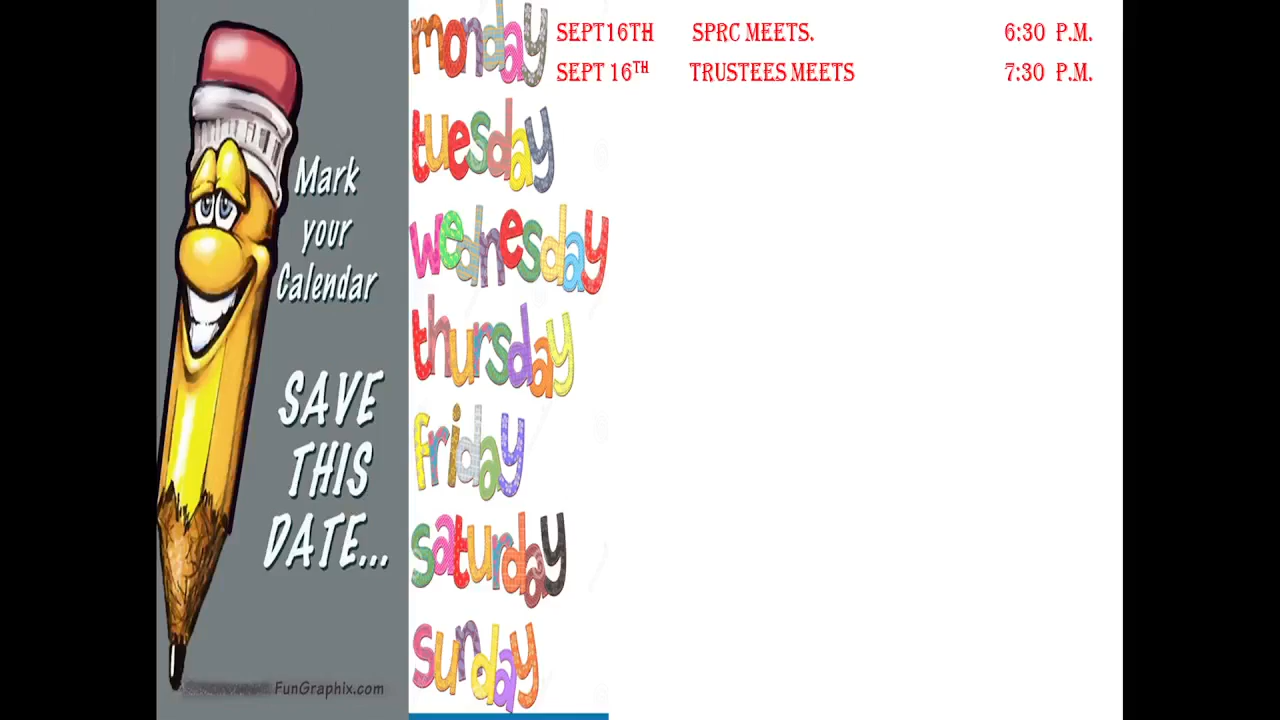 Mark
your
Calendar
SAVE
THIS
DATE...
FunGraphix.com
monday SEPT16TH SPRC MEETS. 6:30 P.M.
SEPT 16TH TRUSTEES MEETS 7:30 P.M.
tuesday
wednesday
thursday
friday
saturday
sunday